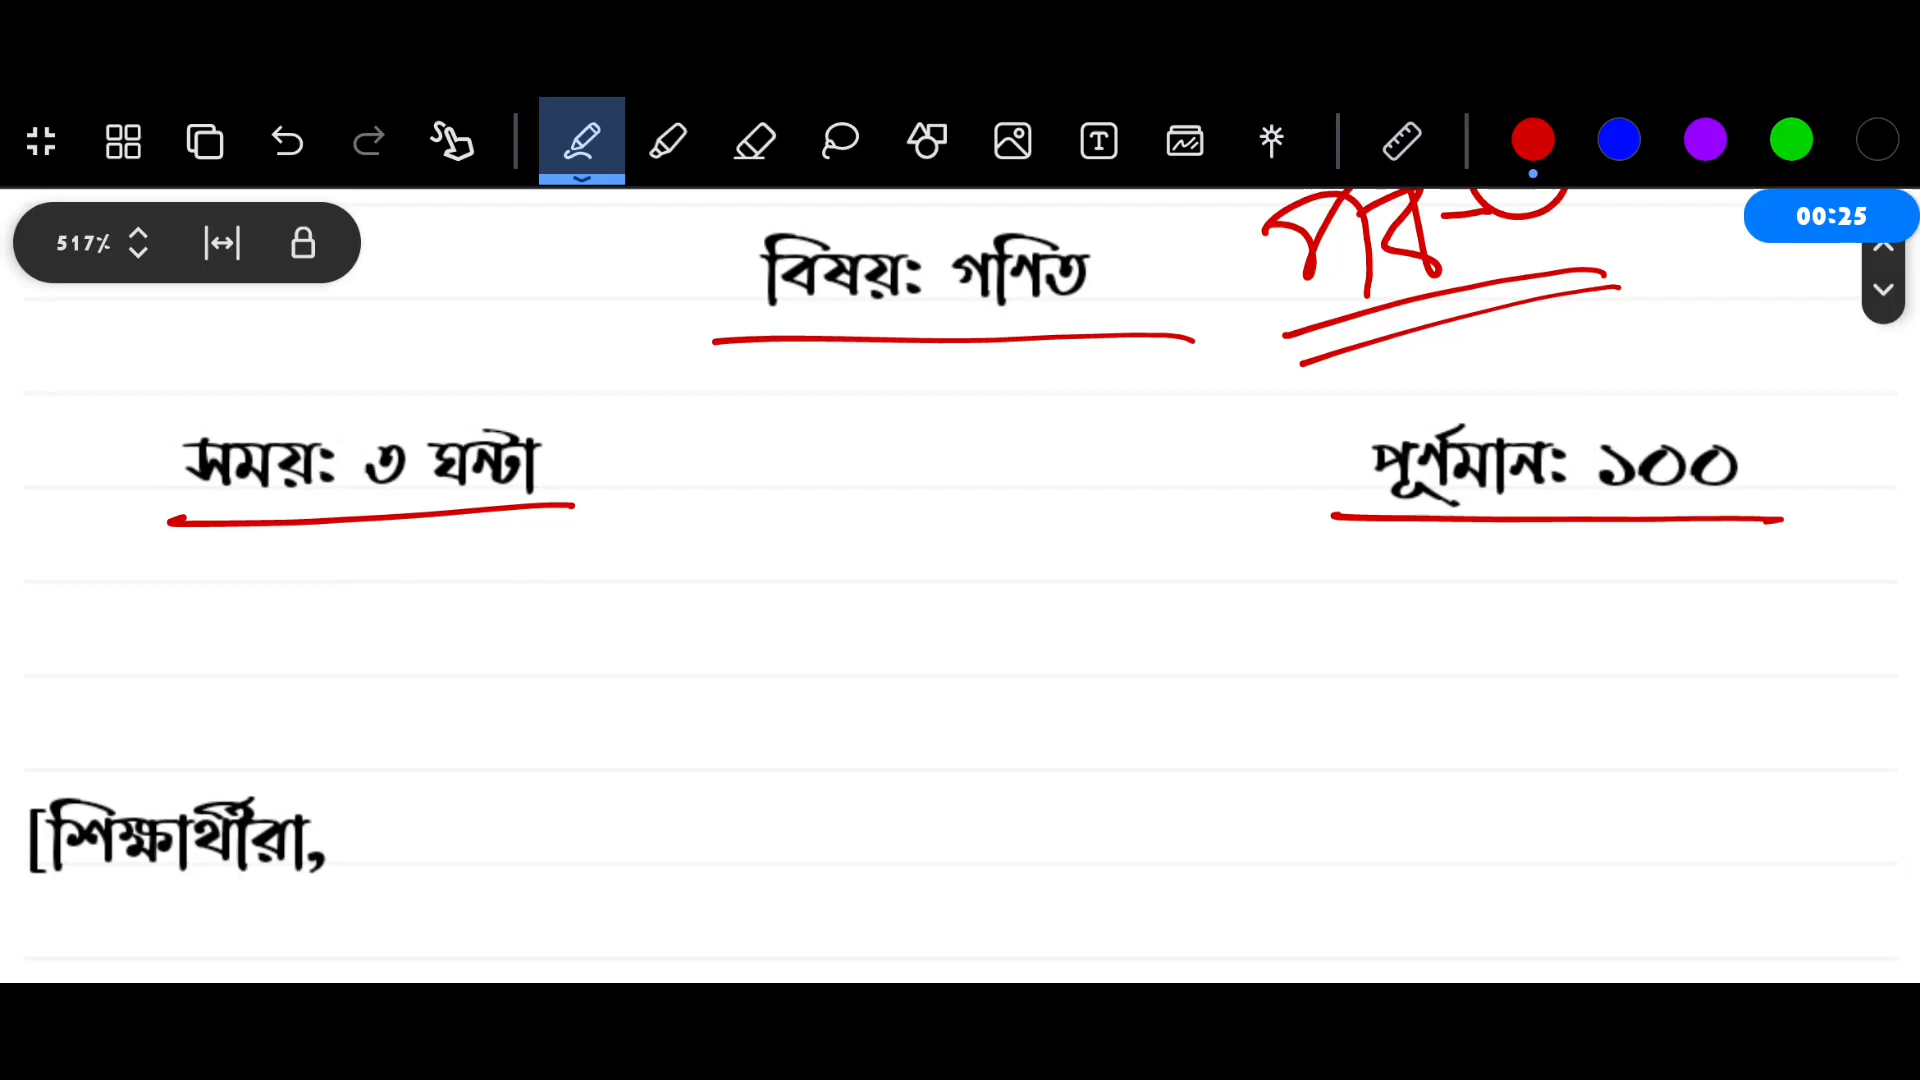 517%
00:25
বিষয়: গণিত
সময়: ৩ ঘন্টা
পূর্ণমান: ১০০
[শিক্ষার্থীরা,